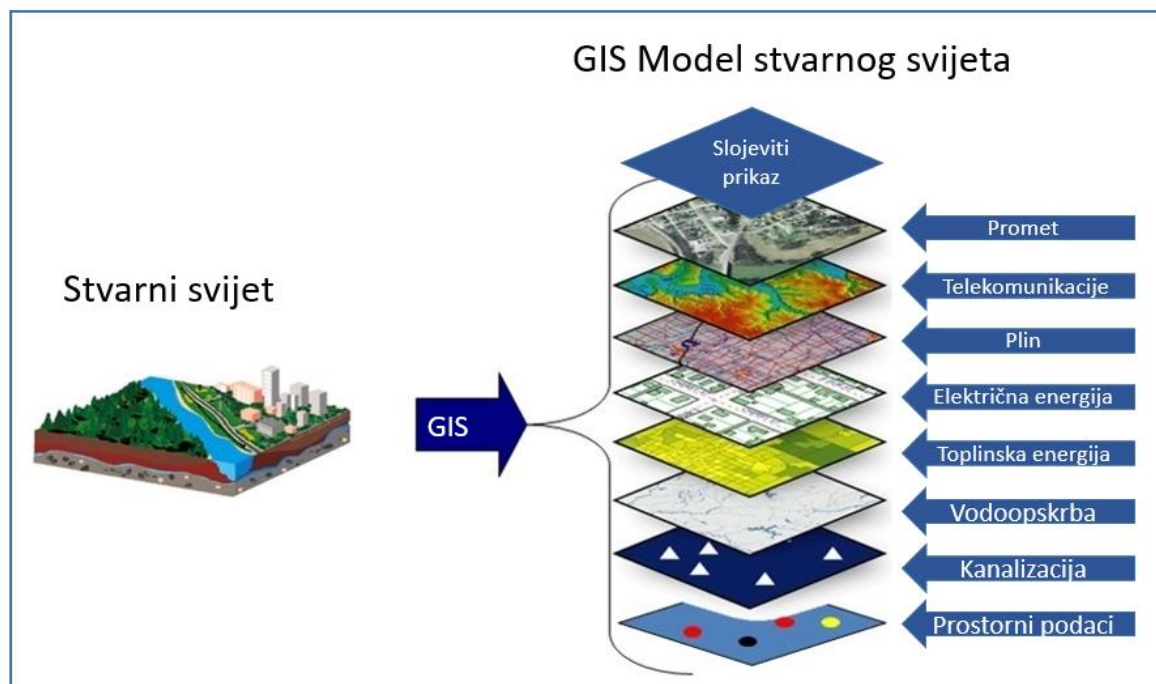 GIS Model stvarnog svijeta
Slojeviti
prikaz
Promet
Stvarni svijet
Telekomunikacije
Plin
GIS
Električna energija
Toplinska energija
Vodoopskrba
Kanalizacija
Prostorni podaci